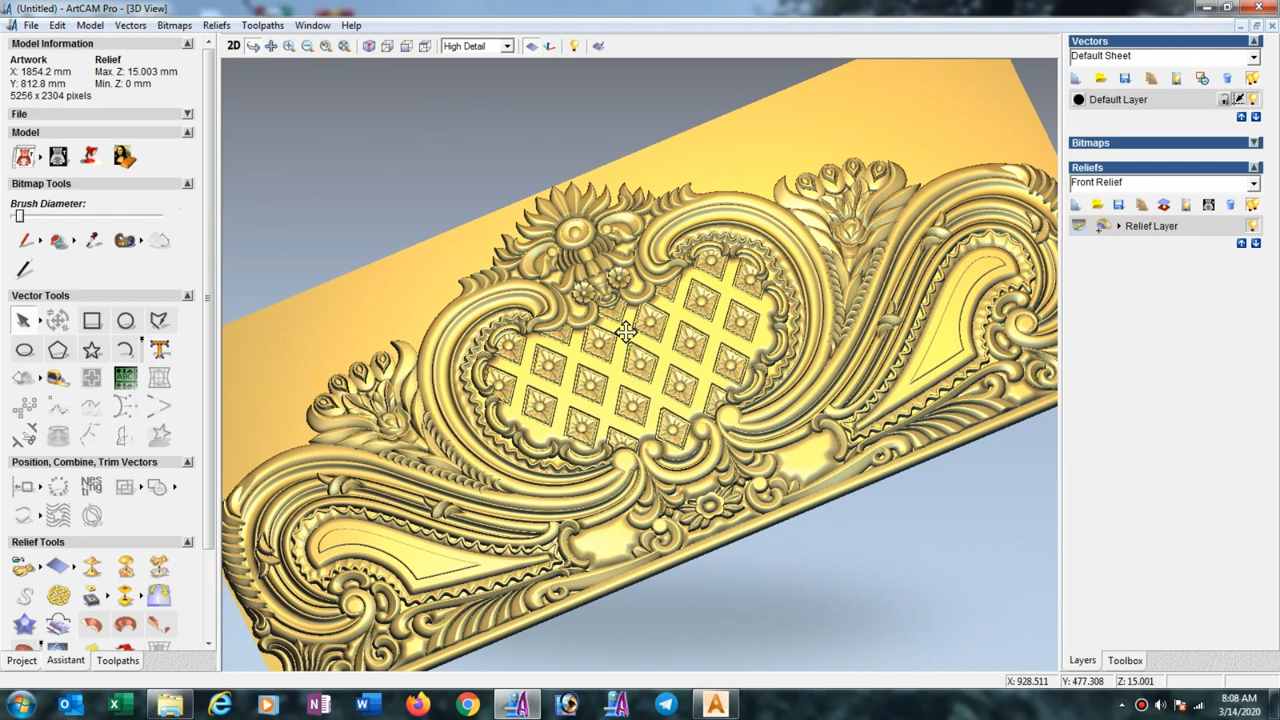 (Untitled) - ArtCAM Pro - [3D View]
File Edit Model Vectors Bitmaps Reliefs Toolpaths Window Help
Model Information
Artwork Relief
X: 1854.2 mm Max. Z: 15.003 mm
Y: 812.8 mm Min. Z: 0 mm
5256 x 2304 pixels
File
Model
Bitmap Tools
Brush Diameter:
Vector Tools
Position, Combine, Trim Vectors
Relief Tools
Project Assistant Toolpaths
2D High Detail
Vectors
Default Sheet
Default Layer
Bitmaps
Reliefs
Front Relief
Relief Layer
Layers Toolbox
X: 928.511 Y: 477.308 Z: 15.001
8:08 AM
3/14/2020